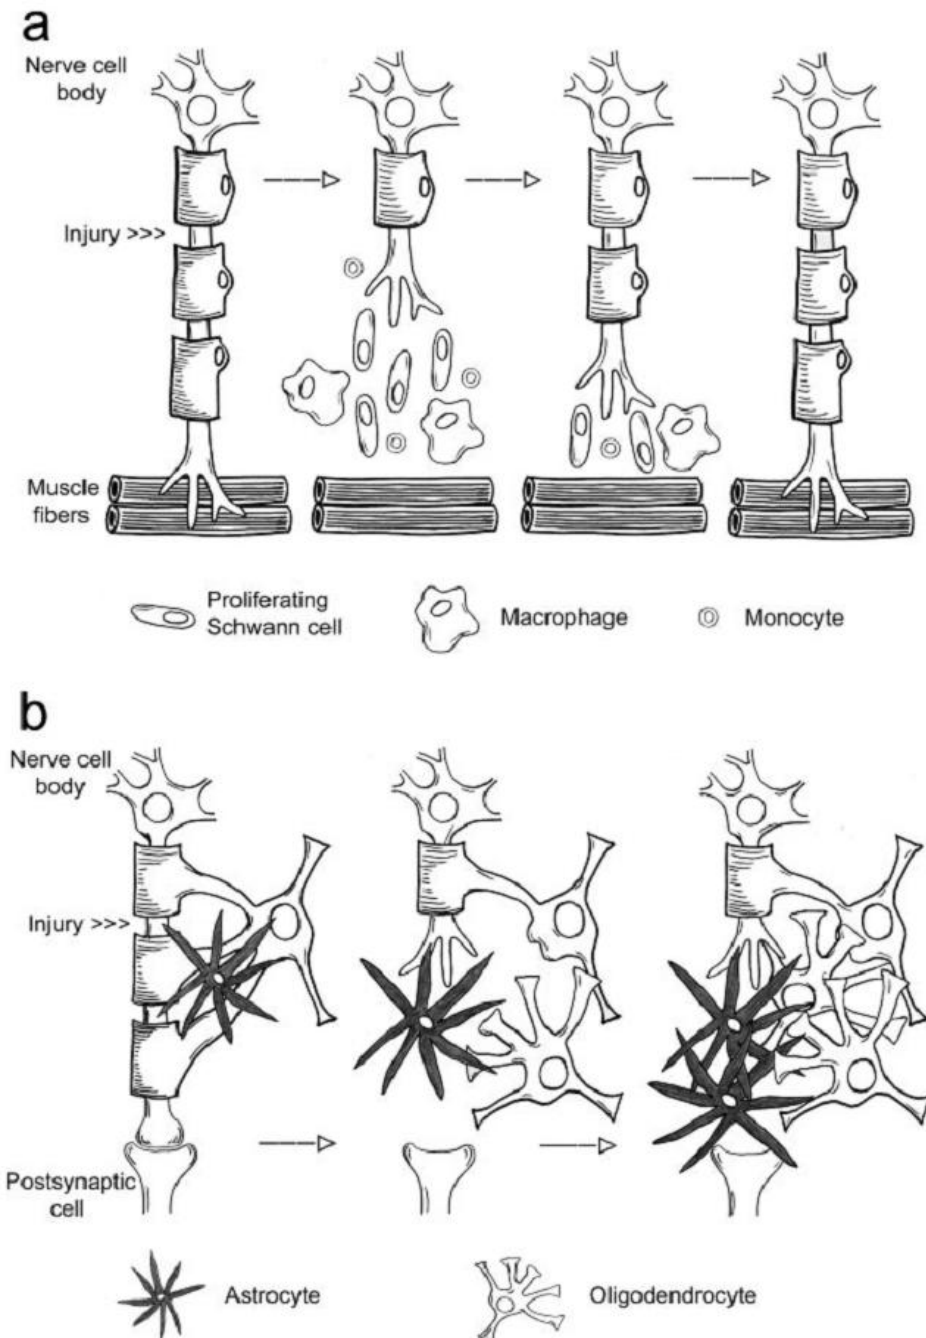 a
Nerve cell
body
Injury >>>
Muscle
fibers
Proliferating
Schwann cell
Macrophage
Monocyte
b
Nerve cell
body
Injury >>>
Postsynaptic
cell
Astrocyte
Oligodendrocyte